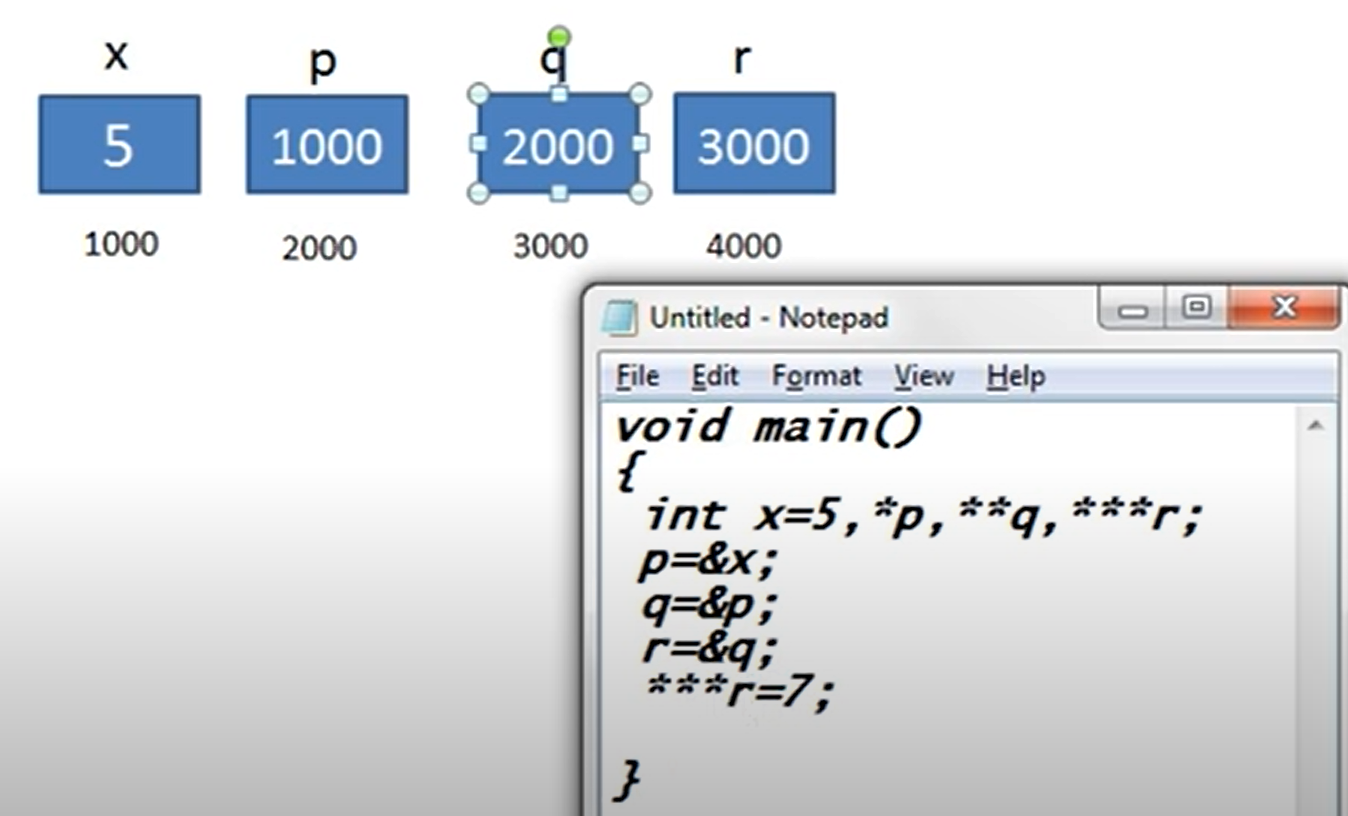 x p q r
5 1000 2000 3000
1000 2000 3000 4000
Untitled - Notepad
File Edit Format View Help
void main()
{
int x=5,*p,**q,***r;
p=&x;
q=&p;
r=&q;
***r=7;
}